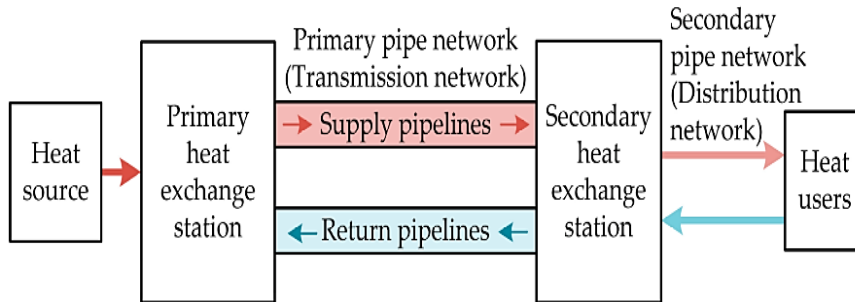 Heat
source
Primary
heat
exchange
station
Primary pipe network
(Transmission network)
Supply pipelines
Return pipelines
Secondary
heat
exchange
station
Secondary
pipe network
(Distribution
network)
Heat
users